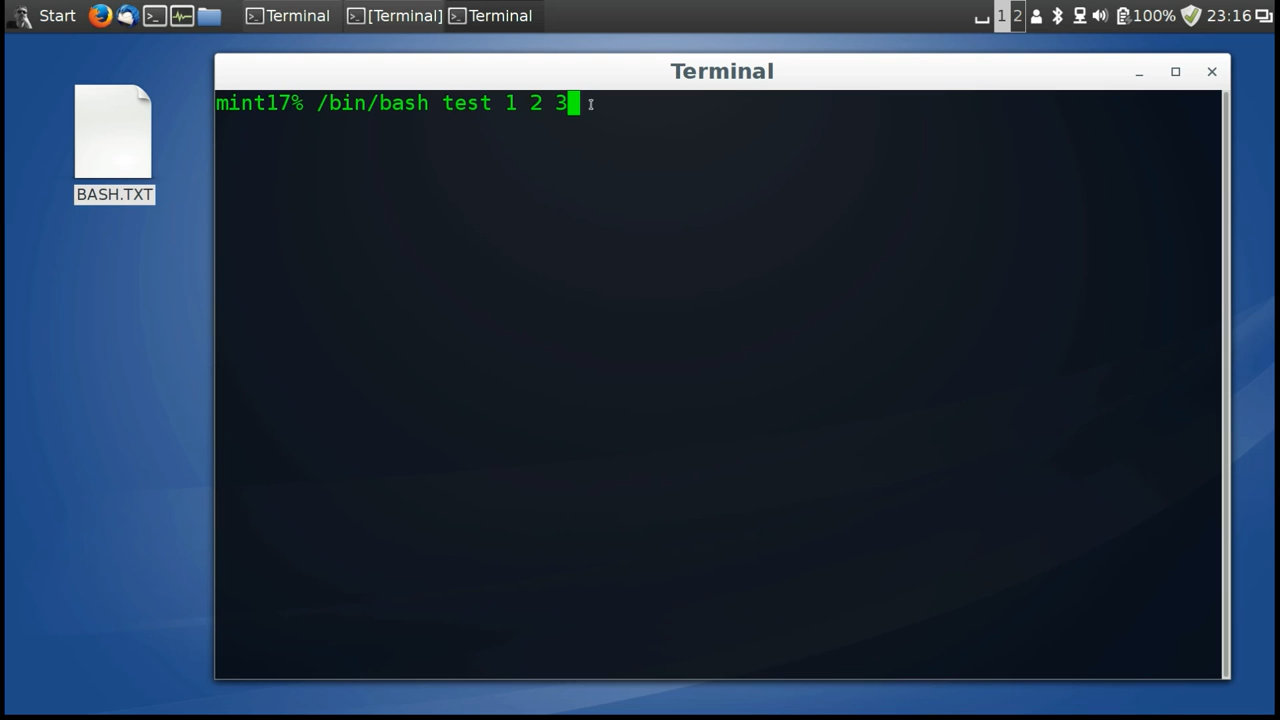 Start Terminal [Terminal] Terminal 1 2 100% 23:16
Terminal
mint17% /bin/bash test 1 2 3
BASH.TXT